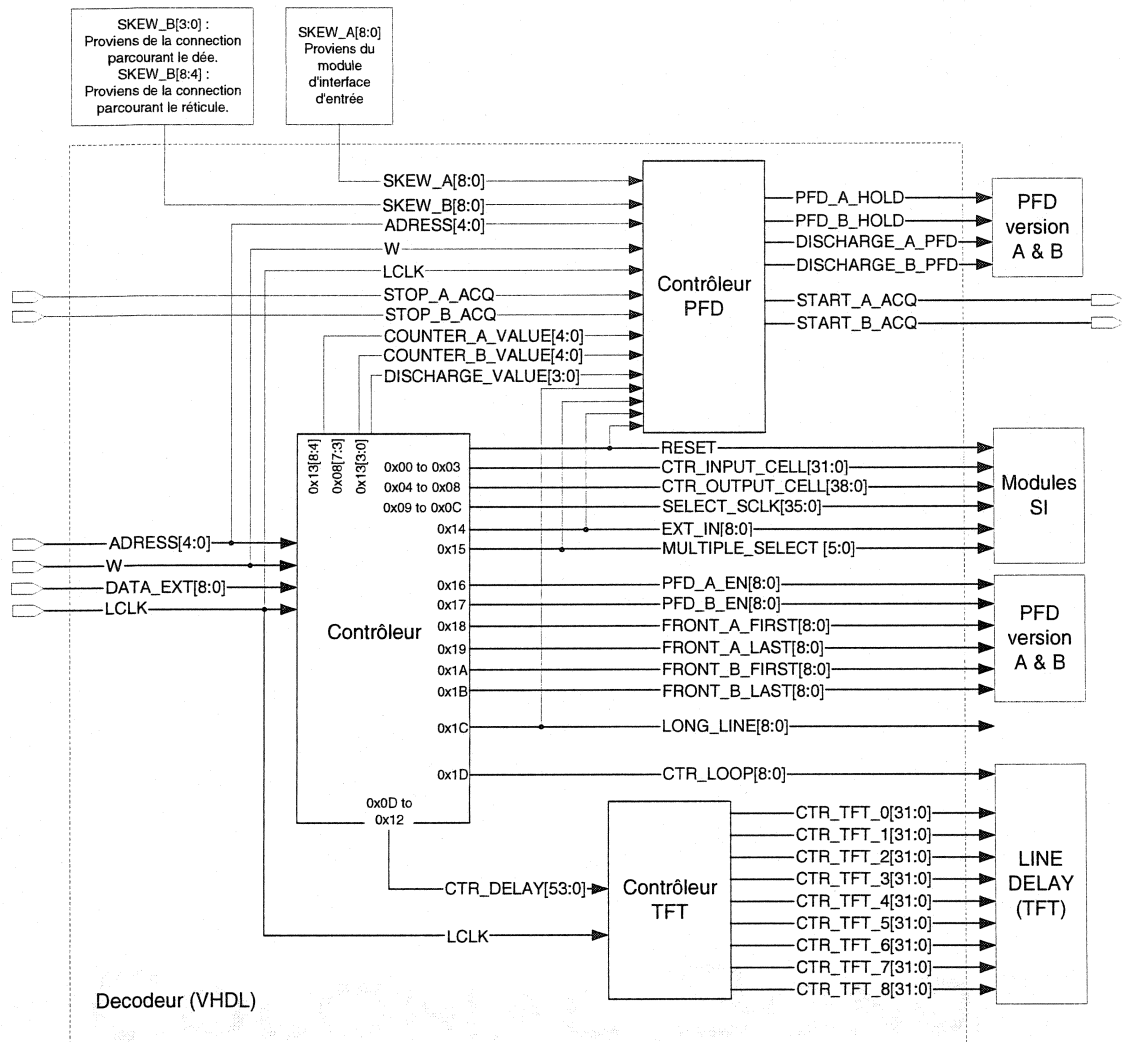 SKEW_B[3:0] :
Proviens de la connection
parcourant le dée.
SKEW_B[8:4] :
Proviens de la connection
parcourant le réticule.
SKEW_A[8:0]
Proviens du
module
d'interface
d'entrée
SKEW_A[8:0]
SKEW_B[8:0]
ADRESS[4:0]
W
LCLK
STOP_A_ACQ
STOP_B_ACQ
COUNTER_A_VALUE[4:0]
COUNTER_B_VALUE[4:0]
DISCHARGE_VALUE[3:0]
Contrôleur
PFD
PFD_A_HOLD
PFD_B_HOLD
DISCHARGE_A_PFD
DISCHARGE_B_PFD
START_A_ACQ
START_B_ACQ
PFD
version
A & B
0x13[8:4]
0x08[7:3]
0x13[3:0]
ADRESS[4:0]
W
DATA_EXT[8:0]
LCLK
Contrôleur
0x00 to 0x03
0x04 to 0x08
0x09 to 0x0C
0x14
0x15
0x16
0x17
0x18
0x19
0x1A
0x1B
0x1C
0x1D
0x0D to
0x12
RESET
CTR_INPUT_CELL[31:0]
CTR_OUTPUT_CELL[38:0]
SELECT_SCLK[35:0]
EXT_IN[8:0]
MULTIPLE_SELECT [5:0]
Modules
SI
PFD_A_EN[8:0]
PFD_B_EN[8:0]
FRONT_A_FIRST[8:0]
FRONT_A_LAST[8:0]
FRONT_B_FIRST[8:0]
FRONT_B_LAST[8:0]
PFD
version
A & B
LONG_LINE[8:0]
CTR_LOOP[8:0]
CTR_DELAY[53:0]
LCLK
Contrôleur
TFT
CTR_TFT_0[31:0]
CTR_TFT_1[31:0]
CTR_TFT_2[31:0]
CTR_TFT_3[31:0]
CTR_TFT_4[31:0]
CTR_TFT_5[31:0]
CTR_TFT_6[31:0]
CTR_TFT_7[31:0]
CTR_TFT_8[31:0]
LINE
DELAY
(TFT)
Decodeur (VHDL)